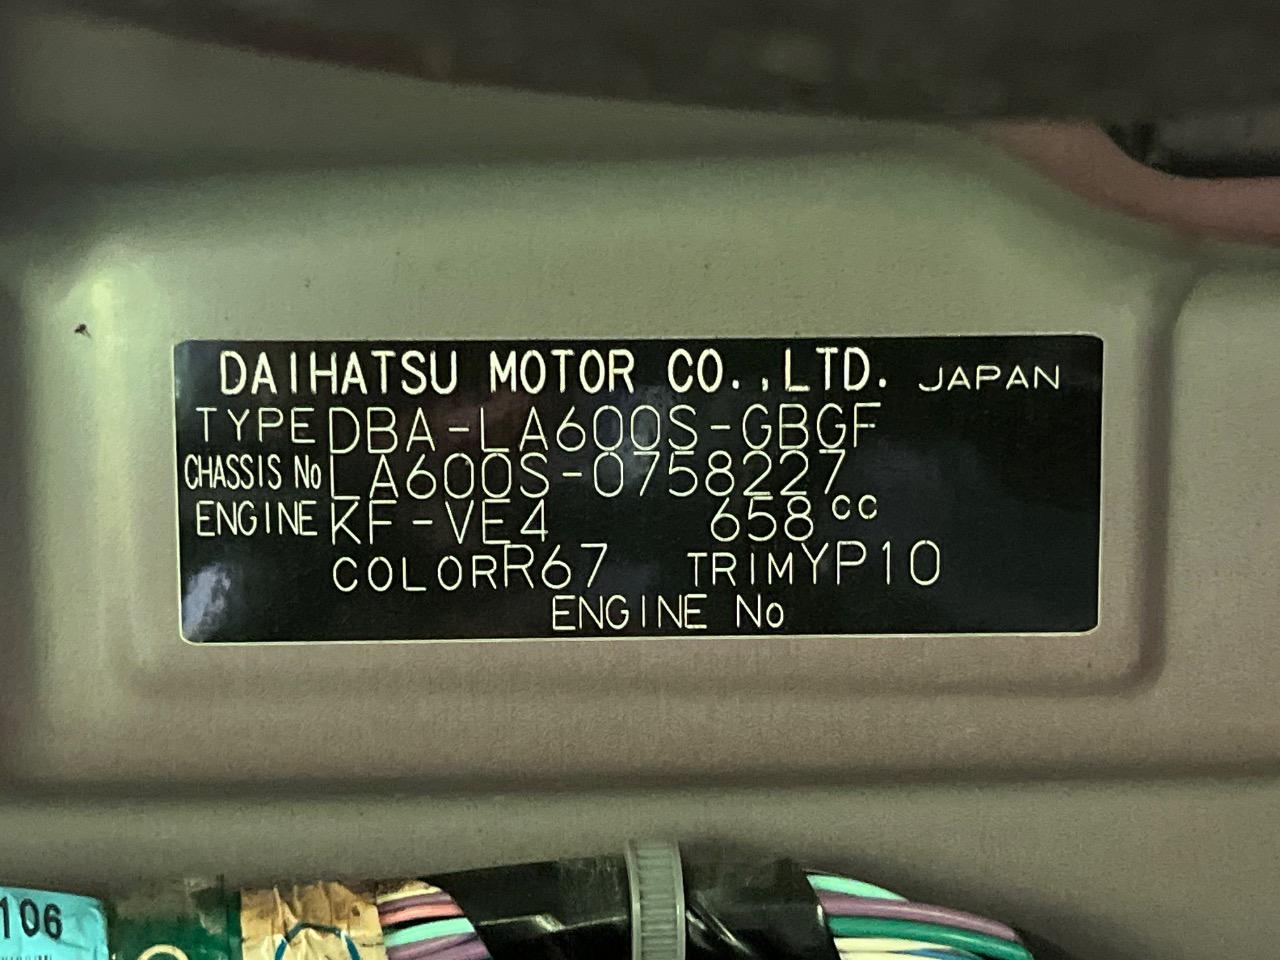 DAIHATSU MOTOR CO.,LTD. JAPAN
TYPE DBA-LA600S-GBGF
CHASSIS No LA600S-0758227
ENGINE KF-VE4 658cc
COLOR R67 TRIM YP10
ENGINE No
106